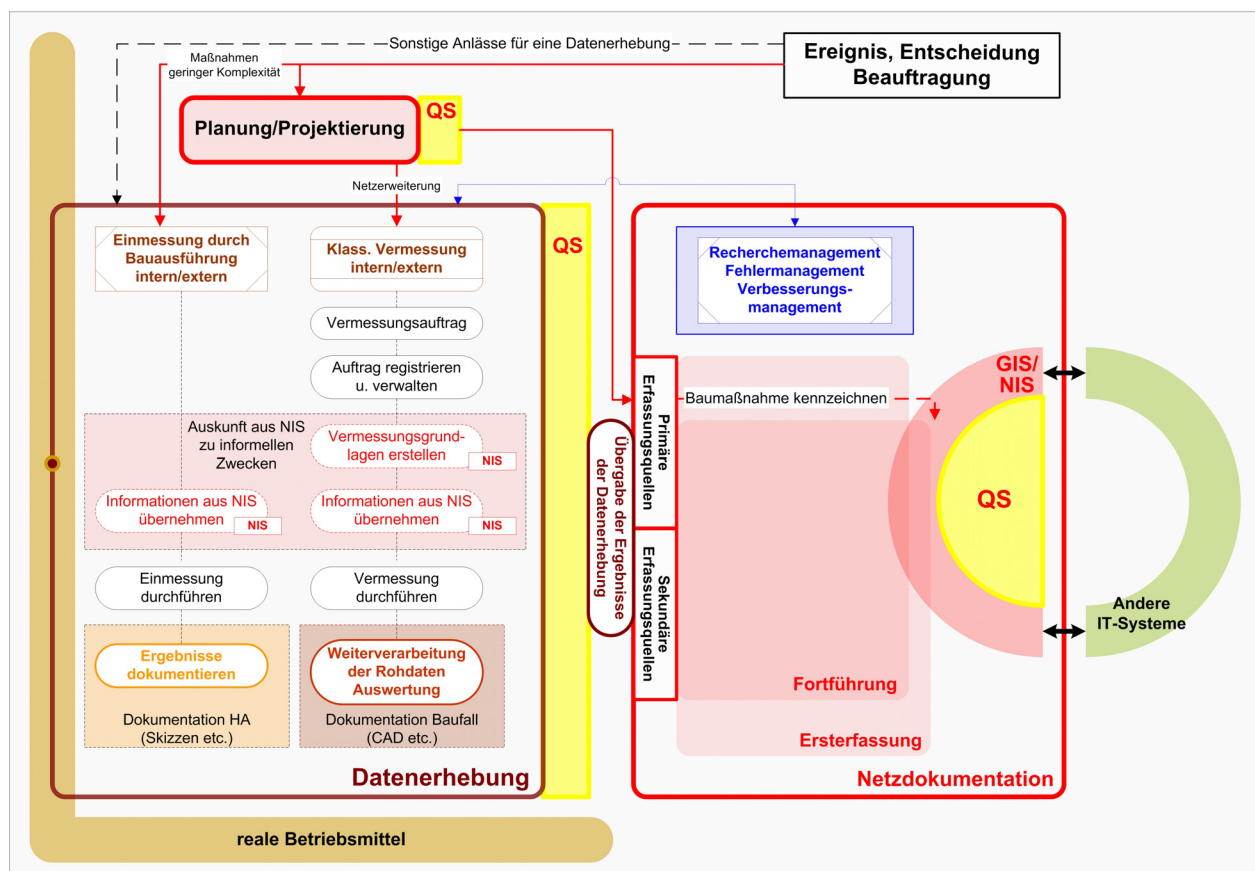 Sonstige Anlässe für eine Datenerhebung
Ereignis, Entscheidung
Beauftragung
Maßnahmen
geringer Komplexität
Planung/Projektierung
QS
Netzerweiterung
QS
Einmessung durch
Bauausführung
intern/extern
Klass. Vermessung
intern/extern
Vermessungsauftrag
Auftrag registrieren
u. verwalten
Auskunft aus NIS
zu informellen
Zwecken
Vermessungsgrund-
lagen erstellen
NIS
Informationen aus NIS
übernehmen
NIS
Informationen aus NIS
übernehmen
NIS
Einmessung
durchführen
Vermessung
durchführen
Ergebnisse
dokumentieren
Weiterverarbeitung
der Rohdaten
Auswertung
Dokumentation HA
(Skizzen etc.)
Dokumentation Baufall
(CAD etc.)
Datenerhebung
reale Betriebsmittel
Übergabe der Ergebnisse
der Datenerhebung
Recherchemanagement
Fehlermanagement
Verbesserungs-
management
Primäre
Erfassungsquellen
Sekundäre
Erfassungsquellen
Baumaßnahme kennzeichnen
GIS/
NIS
QS
Fortführung
Ersterfassung
Netzdokumentation
Andere
IT-Systeme